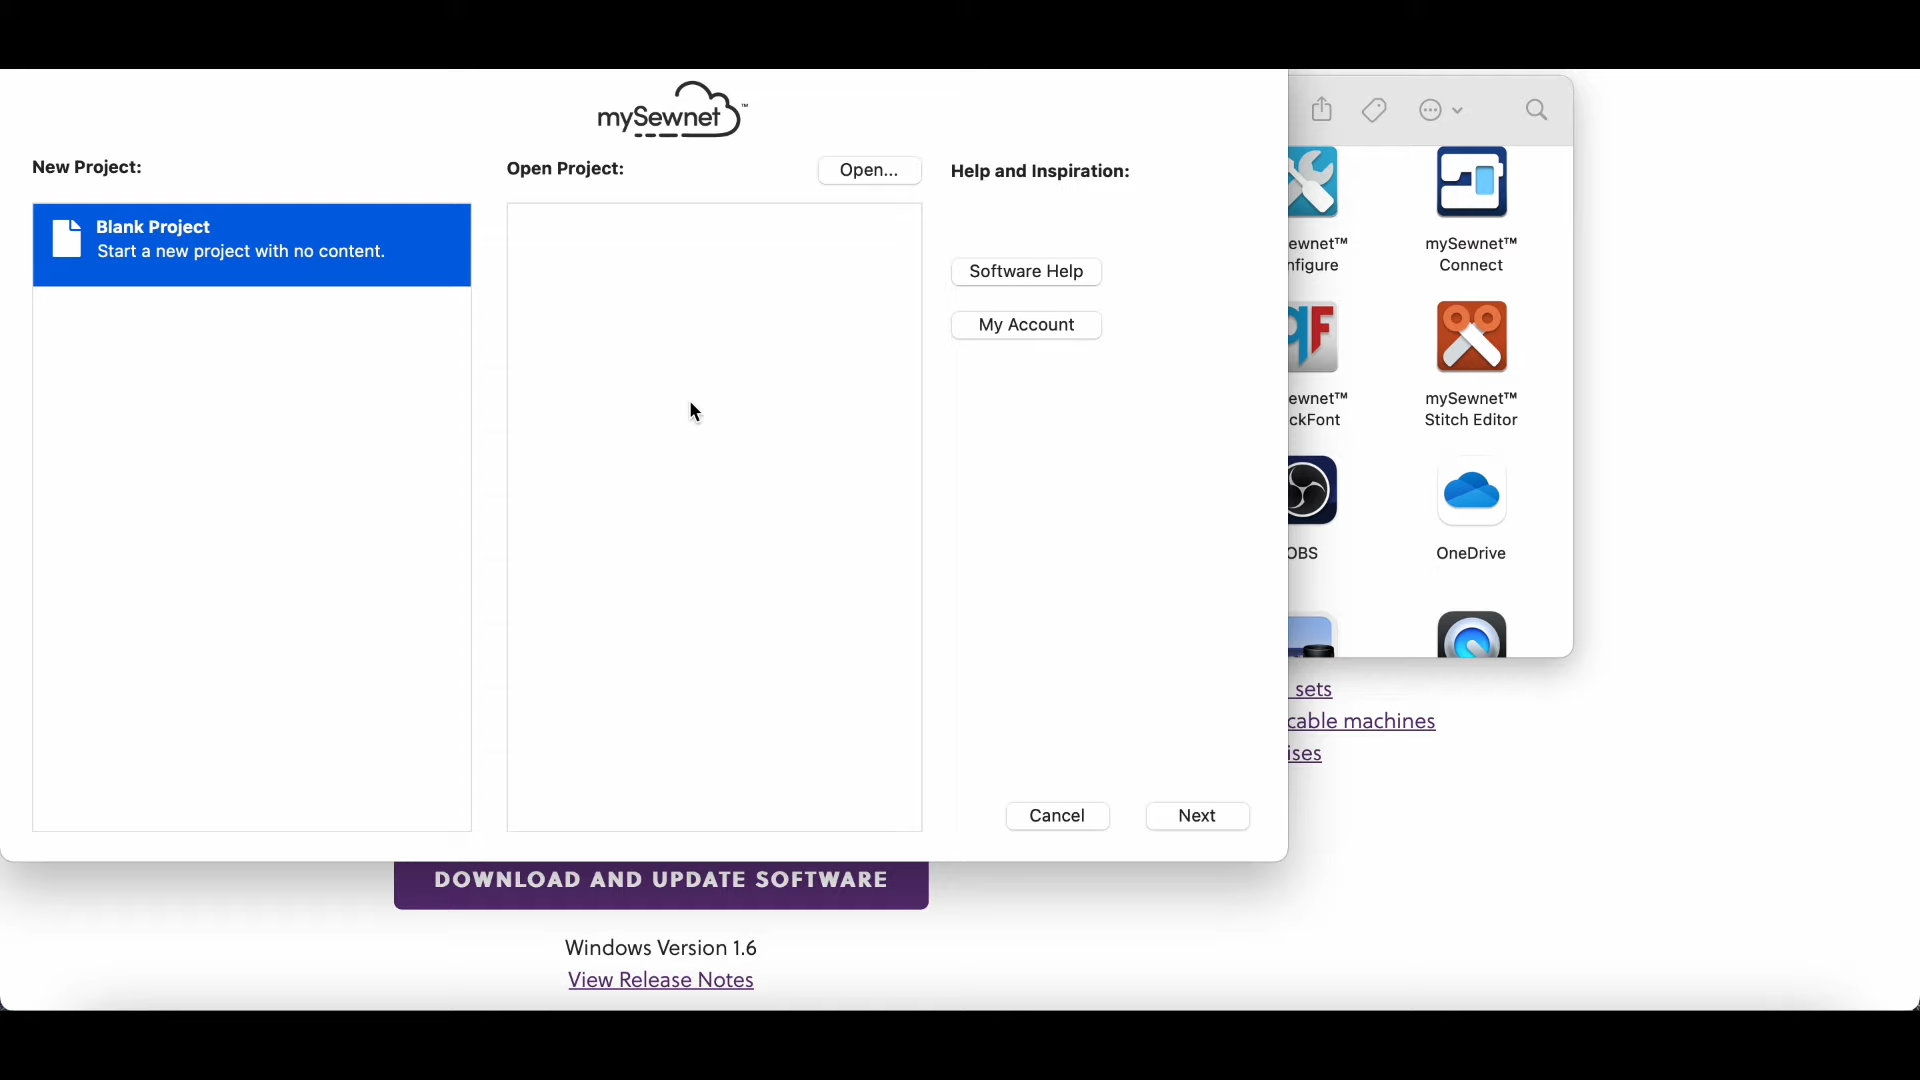 mySewnet™
New Project:
Open Project:
Open...
Help and Inspiration:
Blank Project
Start a new project with no content.
Software Help
My Account
Cancel
Next
ewnet™
nfigure
mySewnet™
Connect
qF
ewnet™
ckFont
mySewnet™
Stitch Editor
OBS
OneDrive
sets
cable machines
ises
DOWNLOAD AND UPDATE SOFTWARE
Windows Version 1.6
View Release Notes